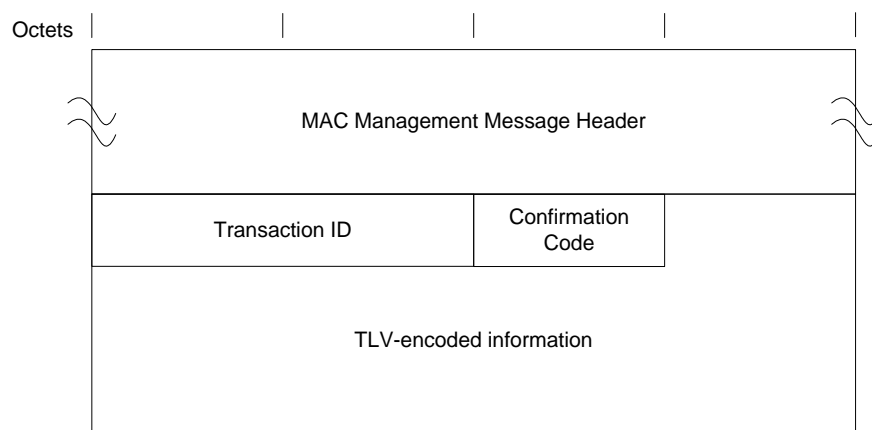 Octets
MAC Management Message Header
Transaction ID
Confirmation
Code
TLV-encoded information